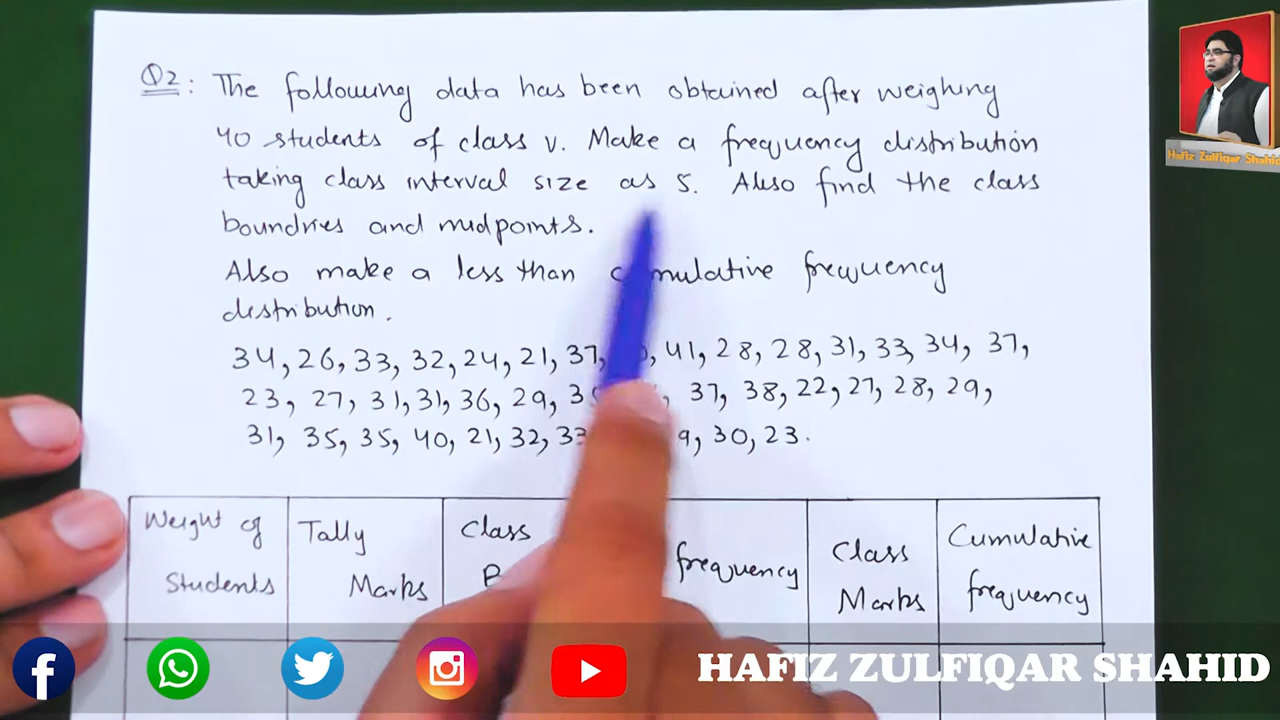 Q2: The following data has been obtained after weighing
40 students of class v. Make a frequency distribution
taking class interval size as 5. Also find the class
boundries and midpoints.
Also make a less than cumulative frequency
distribution.
34, 26, 33, 32, 24, 21, 37, 41, 28, 28, 31, 33, 34, 37,
23, 27, 31, 31, 36, 29, 37, 38, 22, 27, 28, 29,
31, 35, 35, 40, 21, 32, 30, 23.
Weight of Students
Tally Marks
Class
frequency
Class Marks
Cumulative frequency
Hafiz Zulfiqar Shahid
HAFIZ ZULFIQAR SHAHID